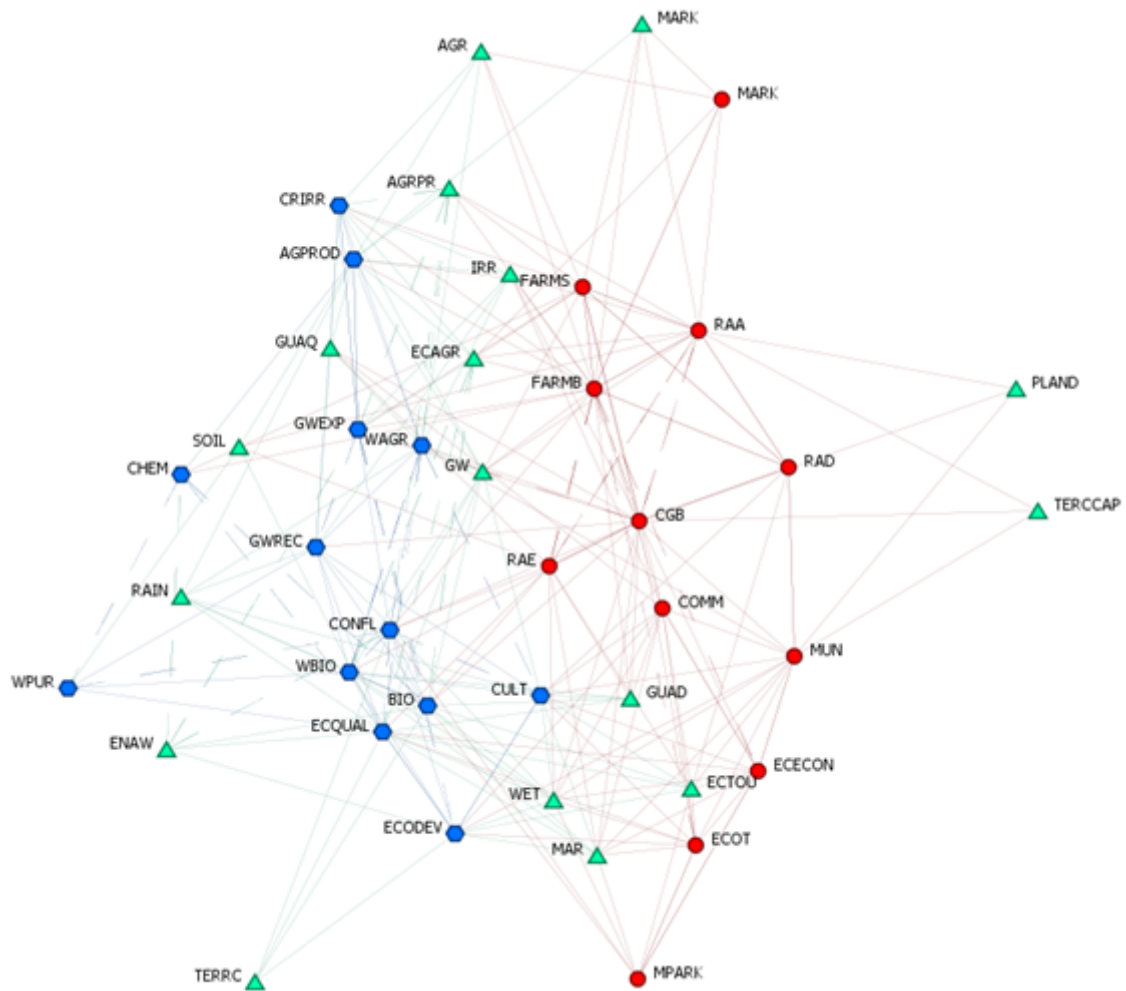 MARK
AGR
MARK
AGRPR
CRIRR
AGPROD
IRR
FARMS
RAA
GUAQ
ECAGR
FARMB
PLAND
GWEXP
WAGR
SOIL
CHEM
GW
RAD
TERCCAP
CGB
GWREC
RAE
RAIN
COMM
CONFL
MUN
WBIO
WPUR
BIO
CULT
GUAD
ECQUAL
ENAW
ECECON
ECTOU
WET
ECODEV
ECOT
MAR
MPARK
TERRC